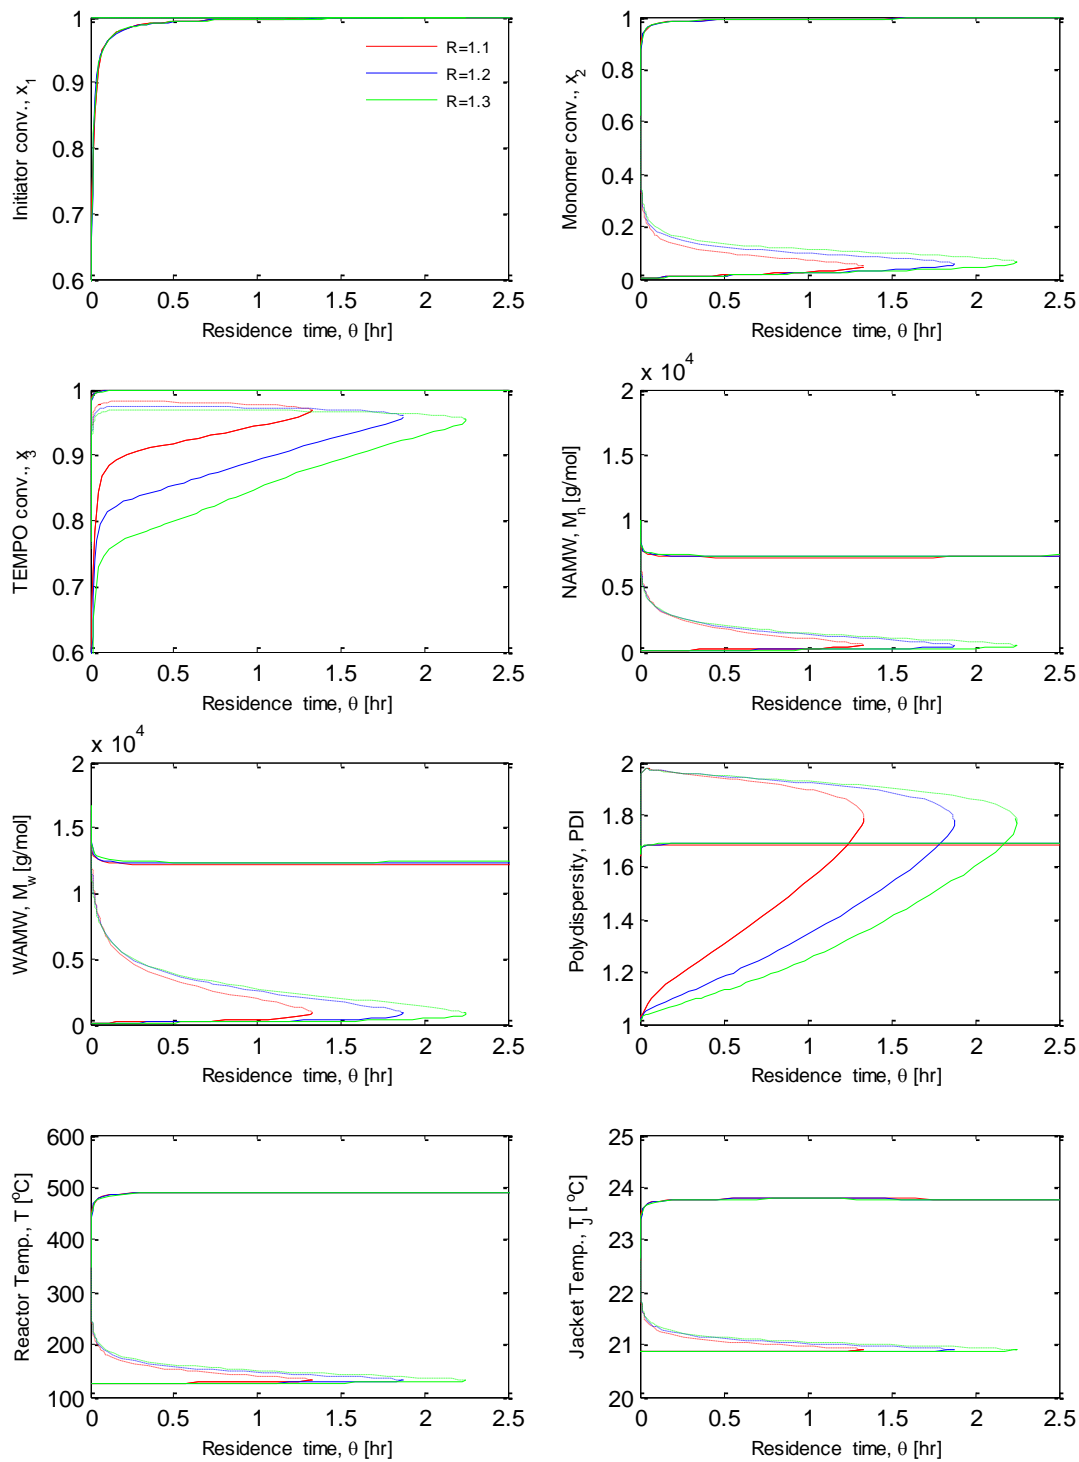 1
0.9
0.8
0.7
0.6
0 0.5 1 1.5 2 2.5
Initiator conv., x1
Residence time, θ [hr]
R=1.1
R=1.2
R=1.3
1
0.8
0.6
0.4
0.2
0
0 0.5 1 1.5 2 2.5
Monomer conv., x2
Residence time, θ [hr]
1
0.9
0.8
0.7
0.6
0 0.5 1 1.5 2 2.5
TEMPO conv., x3
Residence time, θ [hr]
x 10^4
2
1.5
1
0.5
0
0 0.5 1 1.5 2 2.5
NAMW, Mn [g/mol]
Residence time, θ [hr]
x 10^4
2
1.5
1
0.5
0
0 0.5 1 1.5 2 2.5
WAMW, Mw [g/mol]
Residence time, θ [hr]
2
1.8
1.6
1.4
1.2
1
0 0.5 1 1.5 2 2.5
Polydispersity, PDI
Residence time, θ [hr]
600
500
400
300
200
100
0 0.5 1 1.5 2 2.5
Reactor Temp., T [°C]
Residence time, θ [hr]
25
24
23
22
21
20
0 0.5 1 1.5 2 2.5
Jacket Temp., TJ [°C]
Residence time, θ [hr]